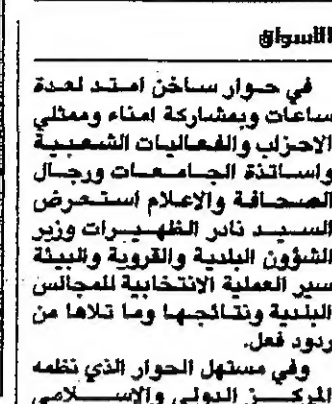 الاسواق
في حوار ساخن امتد لعدة
ساعات وبمشاركة امناء وممثلي
الاحزاب والفعاليات الشعبية
واساتذة الجامعات ورجال
الصحافة والاعلام استعرض
السيد نادر الظهيرات وزير
الشؤون البلدية والقروية والبيئة
سير العملية الانتخابية للمجالس
البلدية ونتائجها وما تلاها من
ردود فعل.
وفي مستهل الحوار الذي نظمه
المركز الدولي والاسلامي